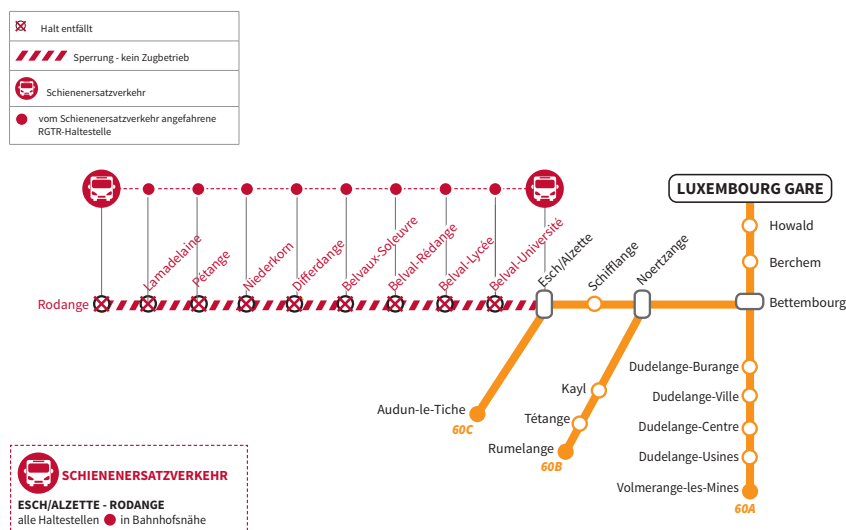 Halt entfällt
Sperrung - kein Zugbetrieb
Schienenersatzverkehr
vom Schienenersatzverkehr angefahrene
RGTR-Haltestelle
LUXEMBOURG GARE
Howald
Berchem
Bettembourg
Rodange
Lamadelaine
Pétange
Niederkorn
Differdange
Belvaux-Soleuvre
Belval-Rédange
Belval-Lycée
Belval-Université
Esch/Alzette
Schifflange
Noertzange
Dudelange-Burange
Dudelange-Ville
Dudelange-Centre
Dudelange-Usines
Volmerange-les-Mines
60A
Kayl
Tétange
Rumelange
60B
Audun-le-Tiche
60C
SCHIENENERSATZVERKEHR
ESCH/ALZETTE - RODANGE
alle Haltestellen in Bahnhofsnähe